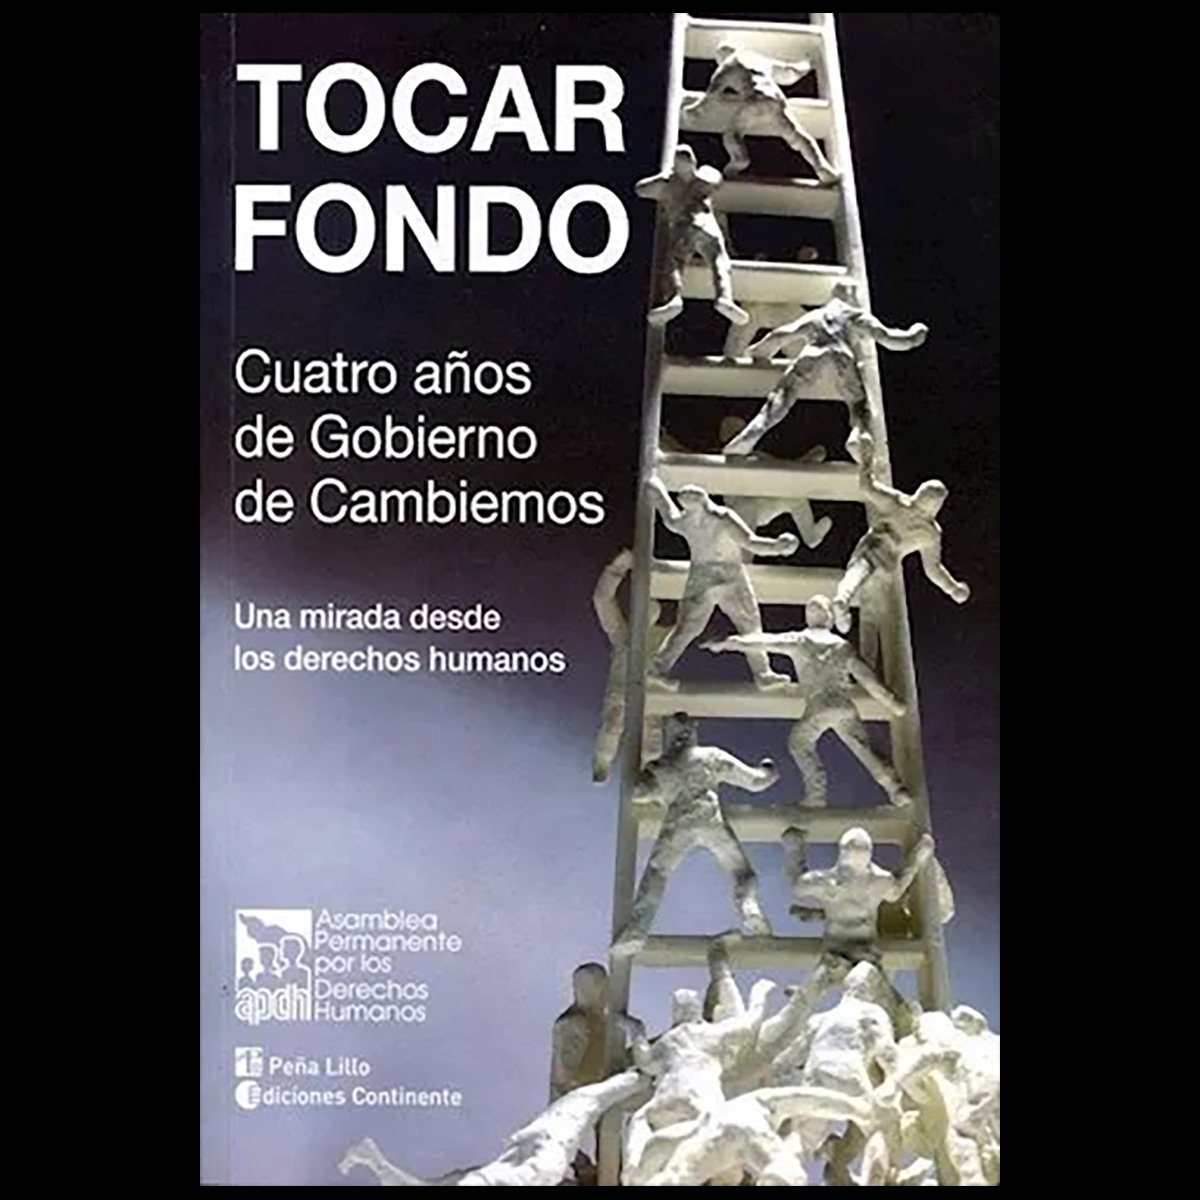 TOCAR
FONDO
Cuatro años
de Gobierno
de Cambiemos
Una mirada desde
los derechos humanos
apdh
Asamblea
Permanente
por los
Derechos
Humanos
Peña Lillo
Ediciones Continente